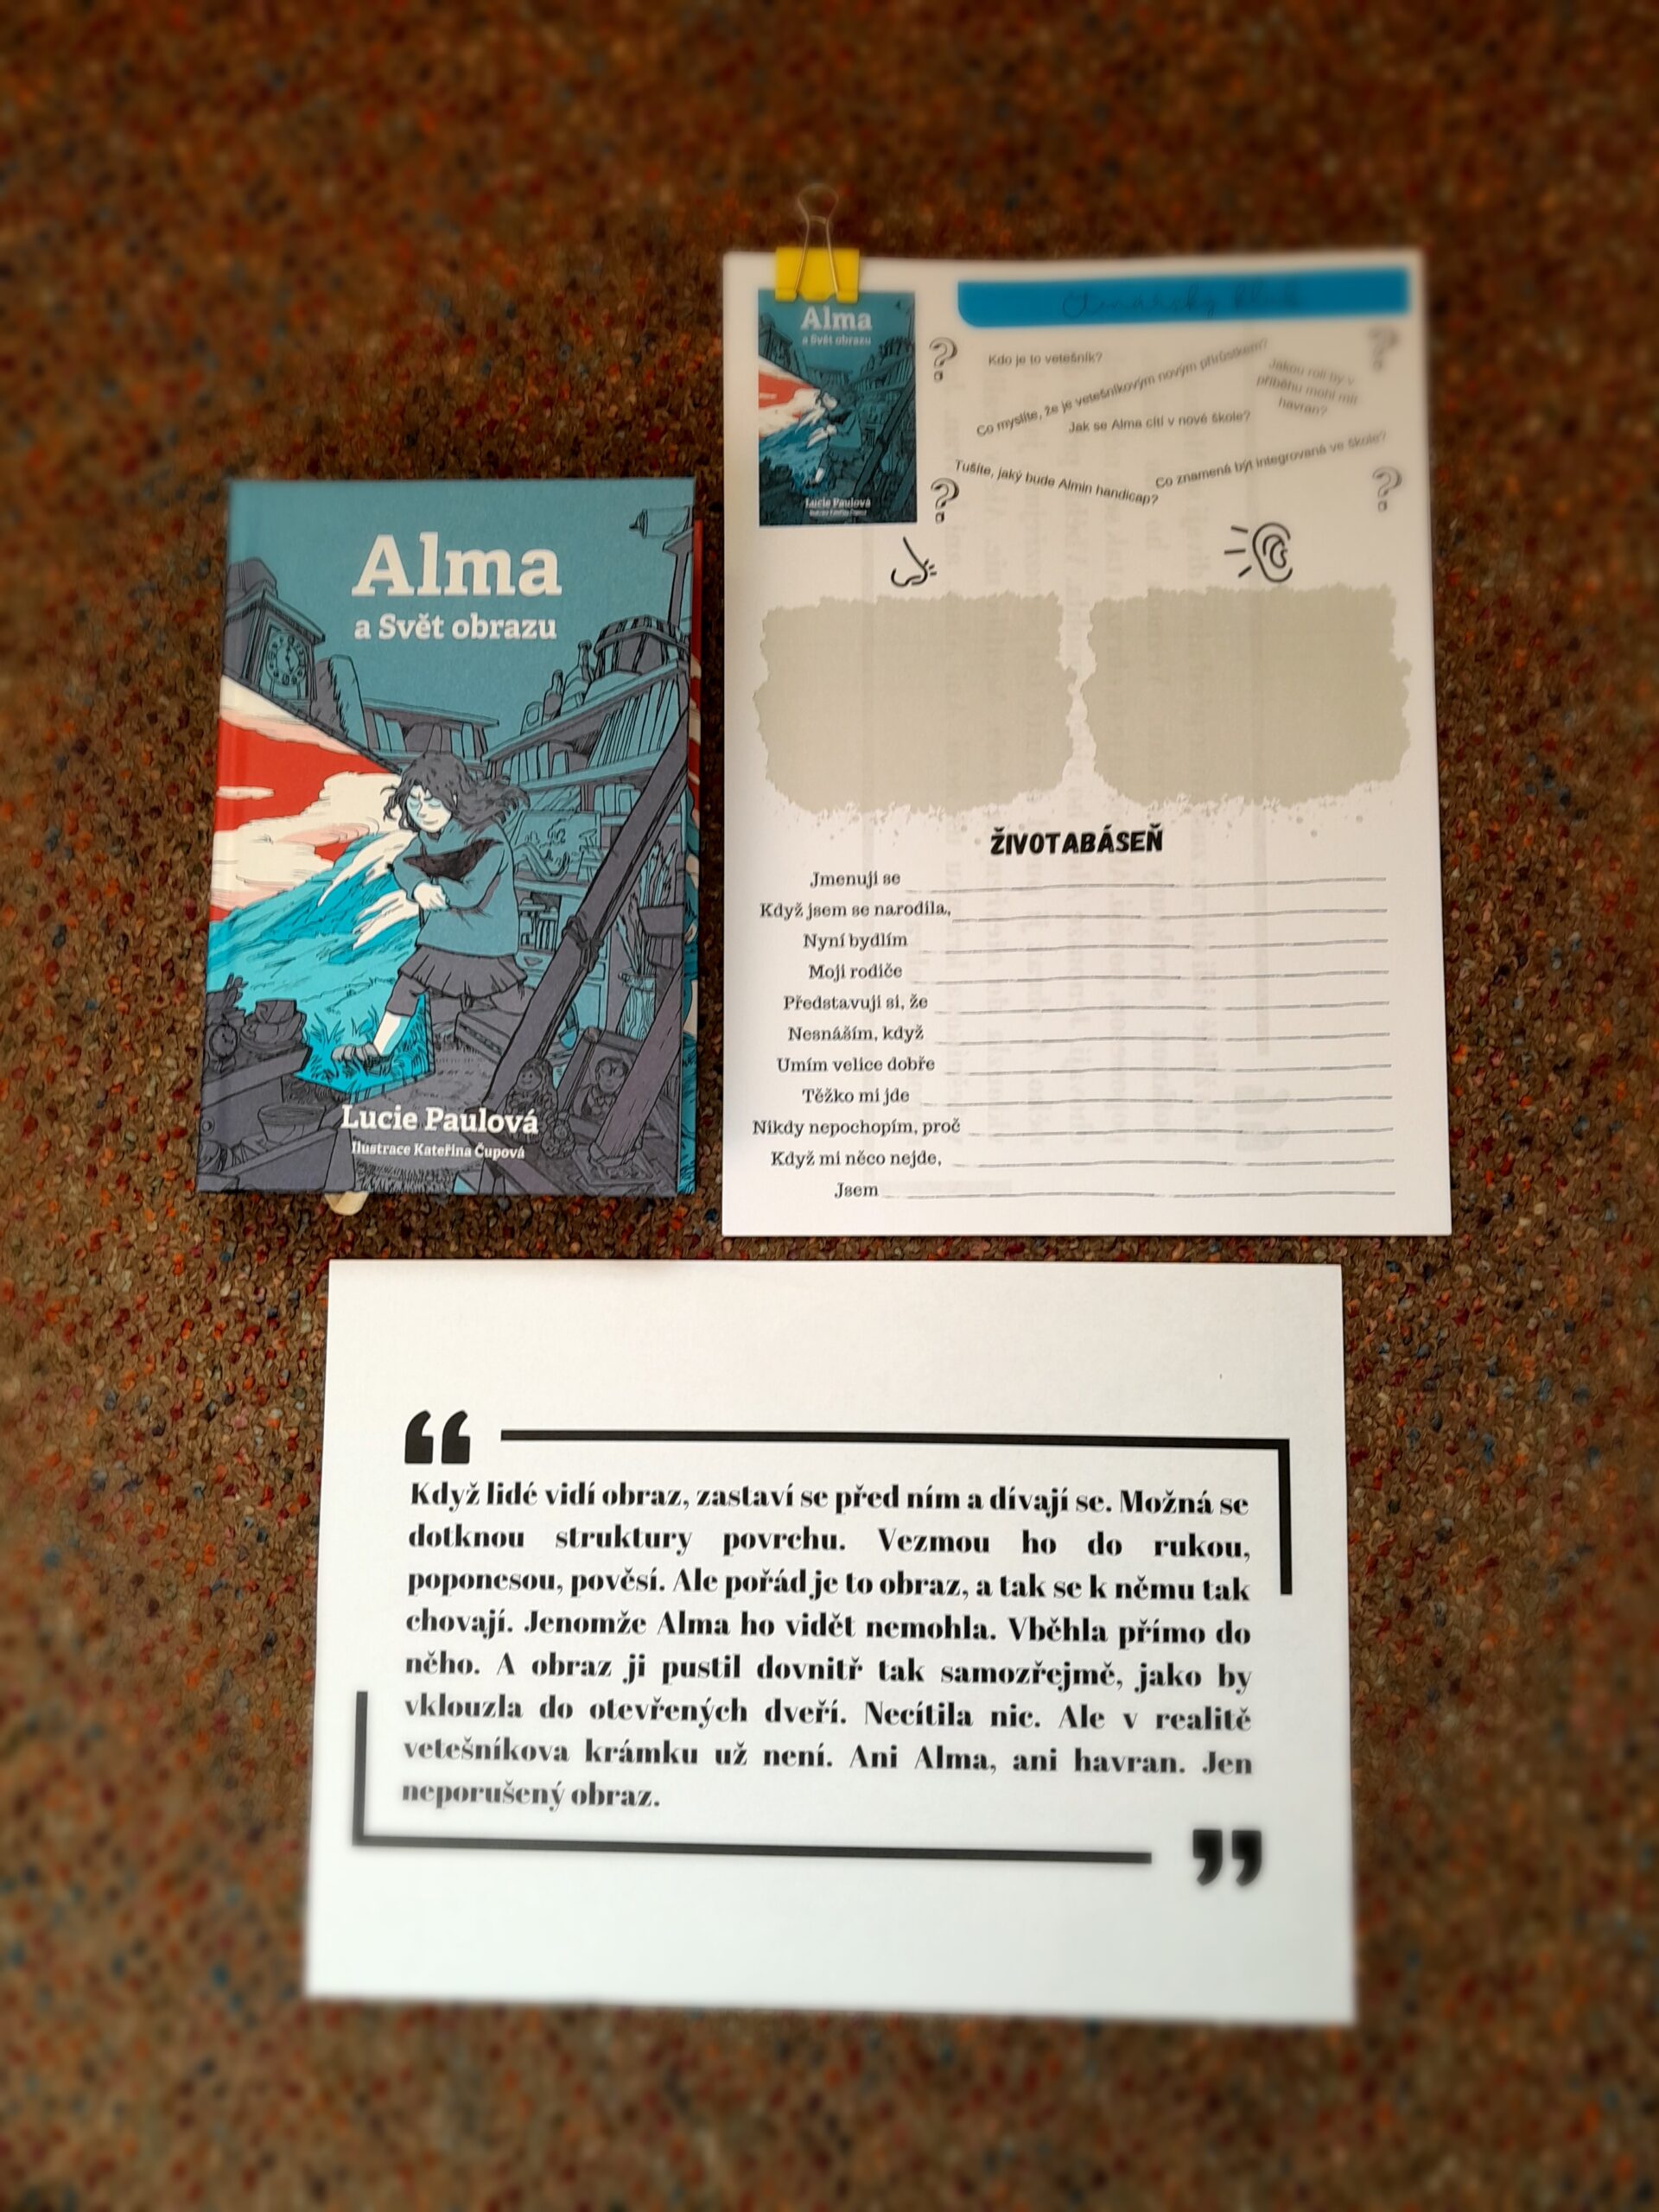 Alma
a Svět obrazu
Lucie Paulová
Ilustrace Kateřina Čupová
Alma
a Svět obrazu
Lucie Paulová
Kdo je to vetešník?
Co myslíte, že je vetešníkovým novým přírůstkem?
Jakou roli by v
příběhu mohl mít
havran?
Jak se Alma cítí v nové škole?
Tušíte, jaký bude Almin handicap?
Co znamená být integrovaná ve škole?
ŽIVOTABÁSEŇ
Jmenuji se
Když jsem se narodila,
Nyní bydlím
Moji rodiče
Představuji si, že
Nesnáším, když
Umím velice dobře
Těžko mi jde
Nikdy nepochopím, proč
Když mi něco nejde,
Jsem
“
Když lidé vidí obraz, zastaví se před ním a dívají se. Možná se
dotknou struktury povrchu. Vezmou ho do rukou,
poponesou, pověsí. Ale pořád je to obraz, a tak se k němu tak
chovají. Jenomže Alma ho vidět nemohla. Vběhla přímo do
něho. A obraz ji pustil dovnitř tak samozřejmě, jako by
vklouzla do otevřených dveří. Necítila nic. Ale v realitě
vetešníkova krámku už není. Ani Alma, ani havran. Jen
neporušený obraz.
”